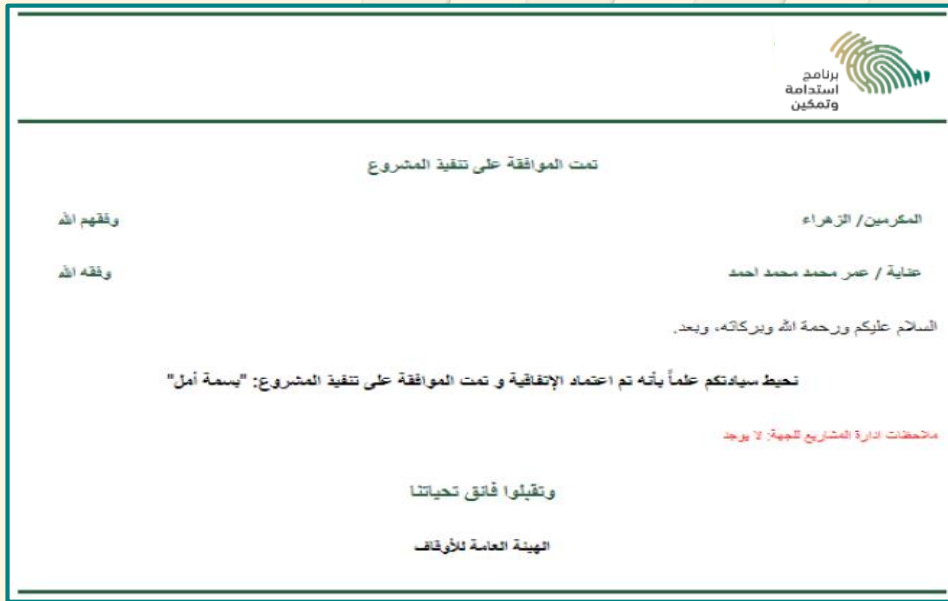 برنامج
استدامة
وتمكين
تمت الموافقة على تنفيذ المشروع
المكرمين/ الزهراء وفقهم الله
عناية / عمر محمد محمد احمد وفقه الله
السلام عليكم ورحمة الله وبركاته، وبعد.
نحيط سيادتكم علماً بأنه تم اعتماد الإتفاقية و تمت الموافقة على تنفيذ المشروع: "بسمة أمل"
ملاحظات ادارة المشاريع للجهة: لا يوجد
وتقبلوا فائق تحياتنا
الهيئة العامة للأوقاف